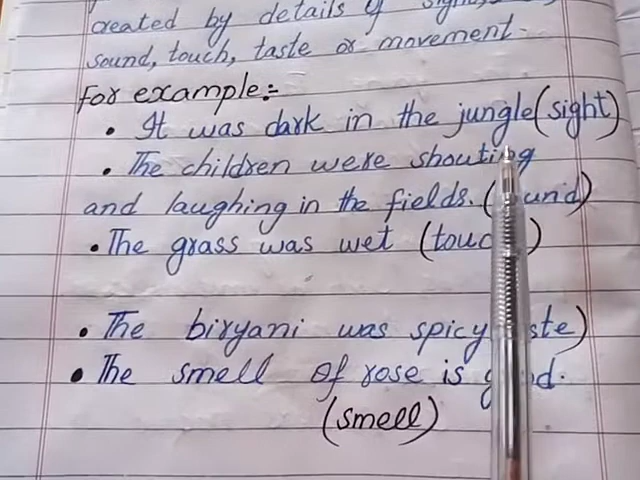 created by details of
sound, touch, taste or movement.
For example:-
• It was dark in the jungle (sight)
• The children were shouting
and laughing in the fields.
• The grass was wet
• The biryani was spicy
• The smell of rose is
(smell)